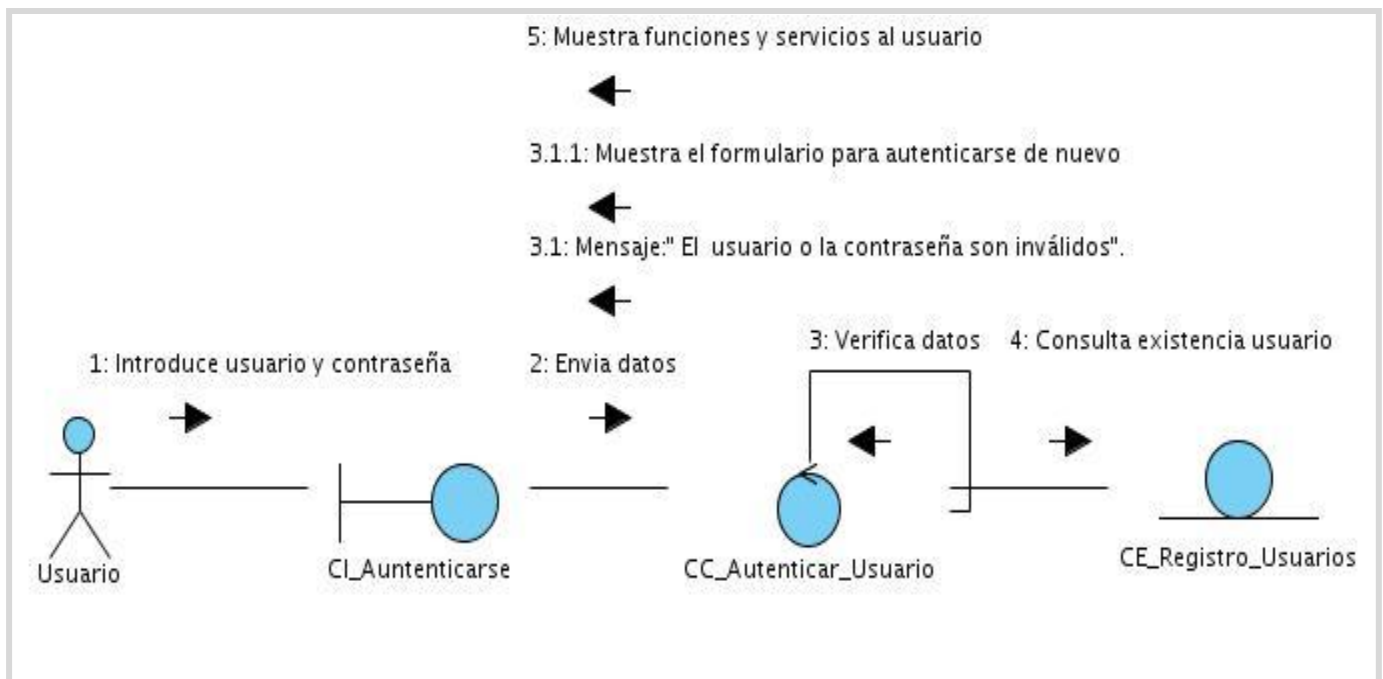 5: Muestra funciones y servicios al usuario
3.1.1: Muestra el formulario para autenticarse de nuevo
3.1: Mensaje:" El usuario o la contraseña son inválidos".
3: Verifica datos
4: Consulta existencia usuario
1: Introduce usuario y contraseña
2: Envia datos
Usuario
CI_Auntenticarse
CC_Autenticar_Usuario
CE_Registro_Usuarios